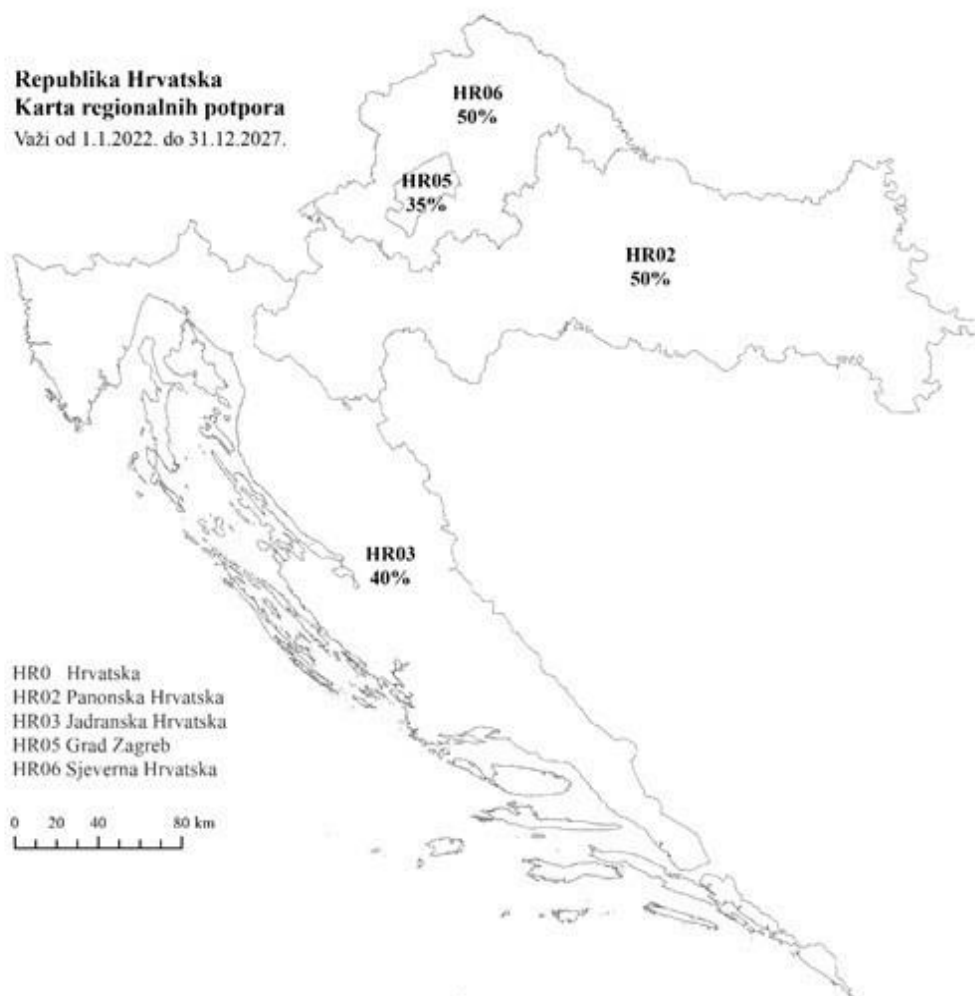 Republika Hrvatska
Karta regionalnih potpora
Važi od 1.1.2022. do 31.12.2027.
HR06
50%
HR05
35%
HR02
50%
HR03
40%
HR0 Hrvatska
HR02 Panonska Hrvatska
HR03 Jadranska Hrvatska
HR05 Grad Zagreb
HR06 Sjeverna Hrvatska
0 20 40 80 km